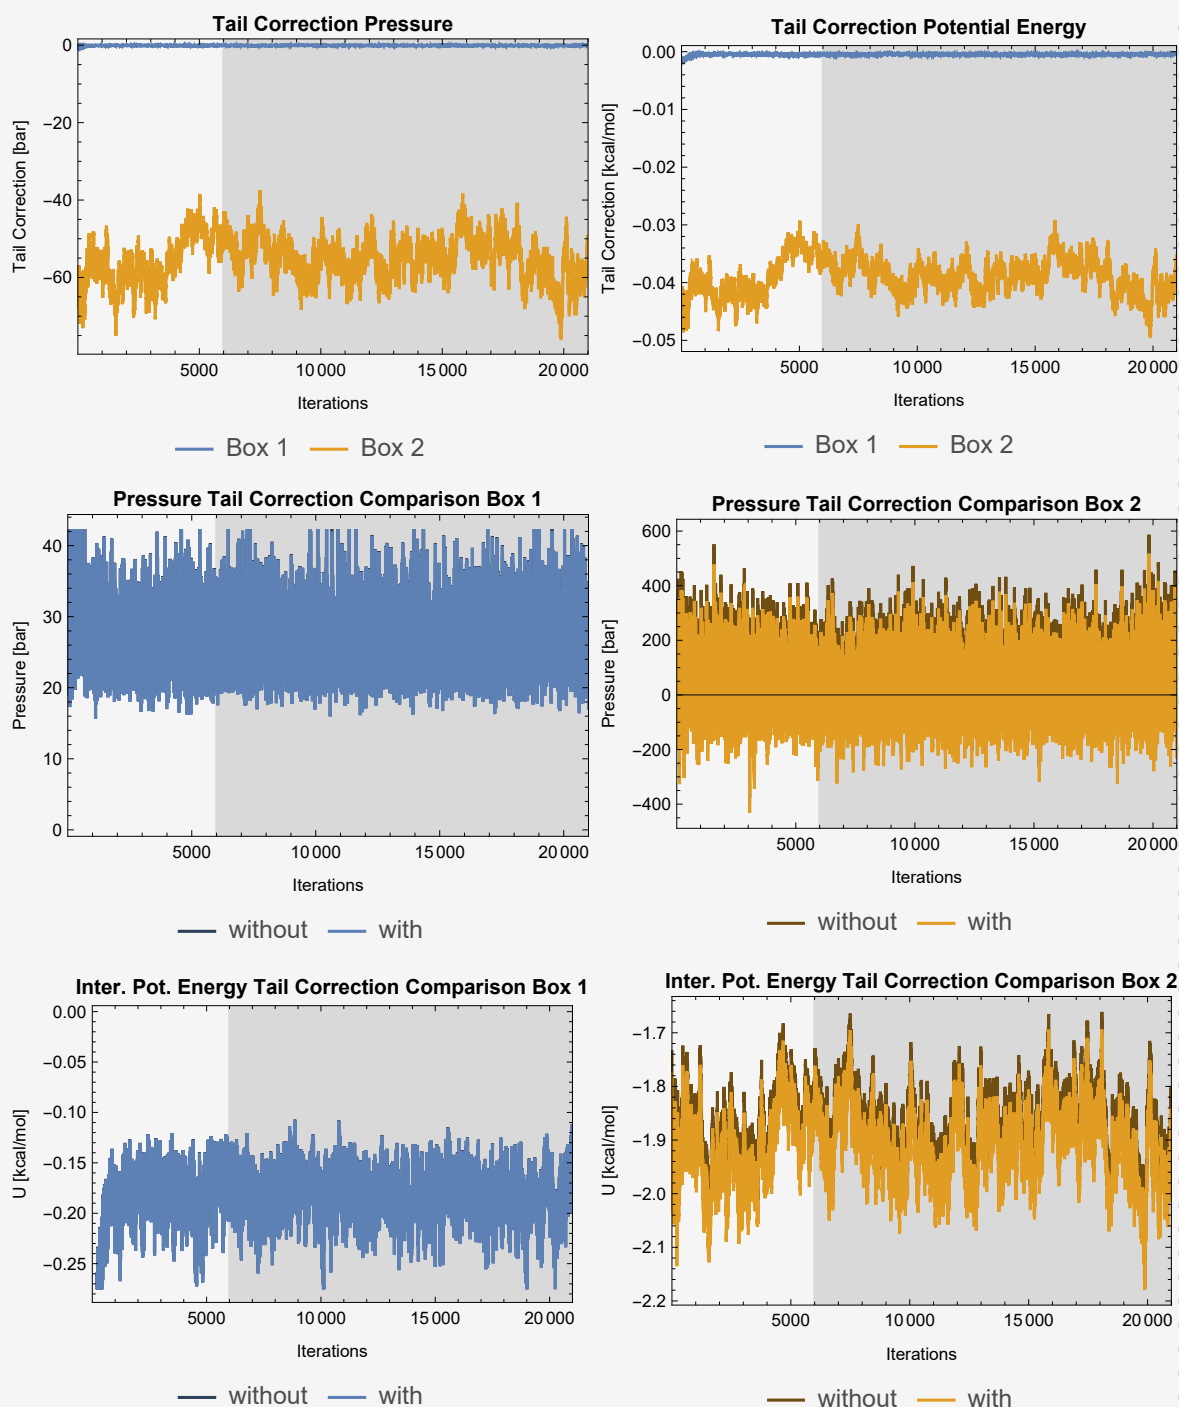 Tail Correction Pressure
0
−20
−40
−60
Tail Correction [bar]
5000 10000 15000 20000
Iterations
Box 1 Box 2
Tail Correction Potential Energy
0.00
−0.01
−0.02
−0.03
−0.04
−0.05
Tail Correction [kcal/mol]
5000 10000 15000 20000
Iterations
Box 1 Box 2
Pressure Tail Correction Comparison Box 1
40
30
20
10
0
Pressure [bar]
5000 10000 15000 20000
Iterations
without with
Pressure Tail Correction Comparison Box 2
600
400
200
0
−200
−400
Pressure [bar]
5000 10000 15000 20000
Iterations
without with
Inter. Pot. Energy Tail Correction Comparison Box 1
0.00
−0.05
−0.10
−0.15
−0.20
−0.25
U [kcal/mol]
5000 10000 15000 20000
Iterations
without with
Inter. Pot. Energy Tail Correction Comparison Box 2
−1.7
−1.8
−1.9
−2.0
−2.1
−2.2
U [kcal/mol]
5000 10000 15000 20000
Iterations
without with